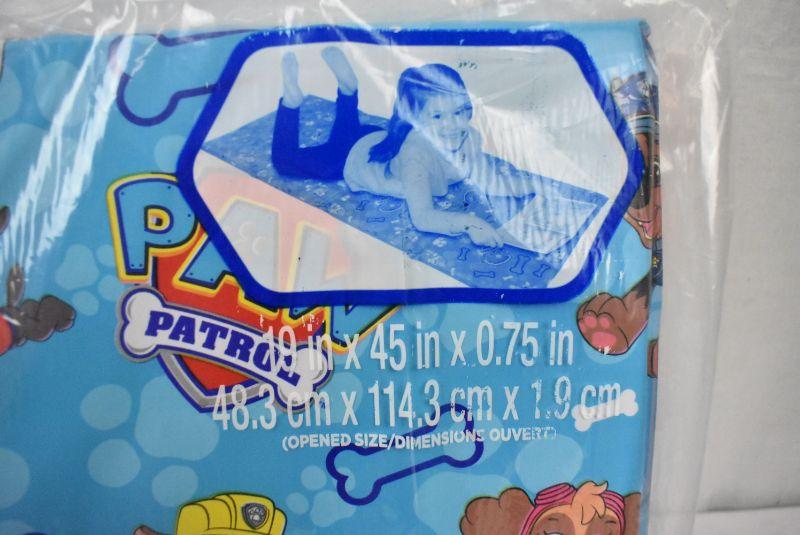 PAW
PATROL
19 in x 45 in x 0.75 in
48.3 cm x 114.3 cm x 1.9 cm
(OPENED SIZE/DIMENSIONS OUVERT)